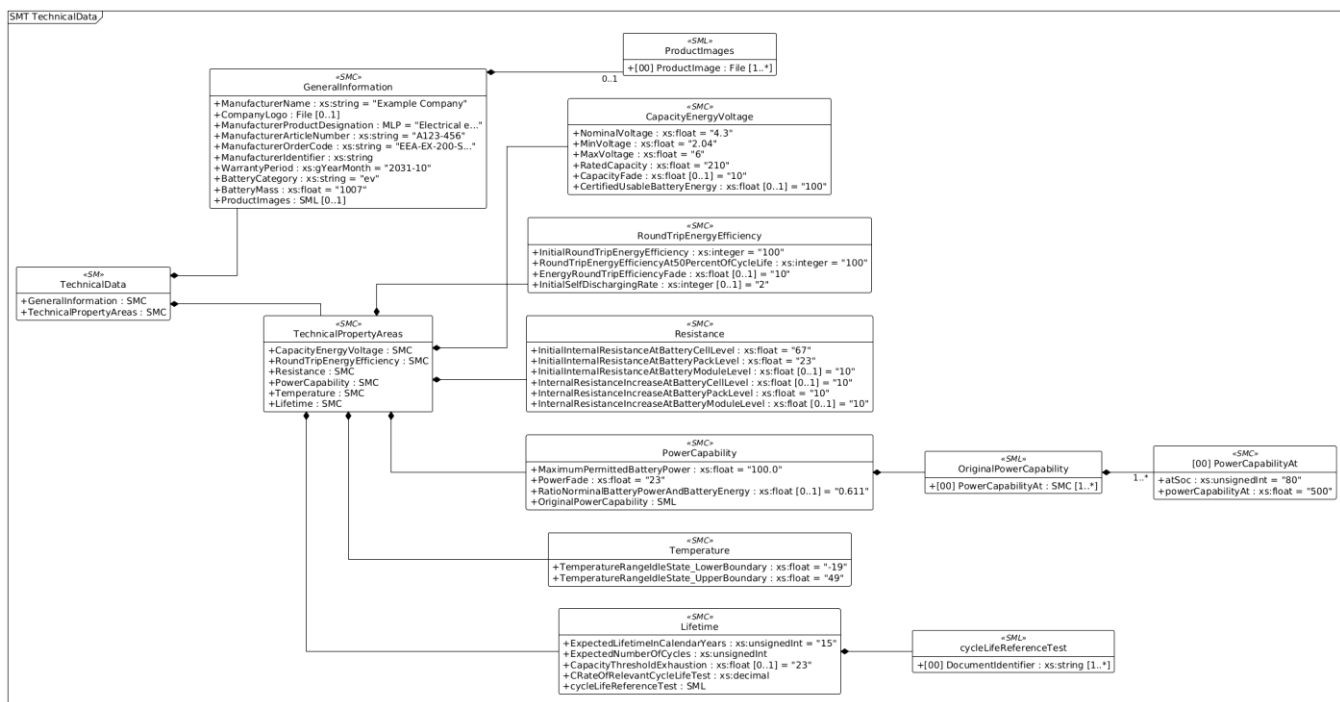 SMT TechnicalData
«SML»
ProductImages
+[00] ProductImage : File [1..*]
0..1
«SMC»
GeneralInformation
+ManufacturerName : xs:string = "Example Company"
+CompanyLogo : File [0..1]
+ManufacturerProductDesignation : MLP = "Electrical e..."
+ManufacturerArticleNumber : xs:string = "A123-456"
+ManufacturerOrderCode : xs:string = "EEA-EX-200-S..."
+ManufacturerIdentifier : xs:string
+WarrantyPeriod : xs:gYearMonth = "2031-10"
+BatteryCategory : xs:string = "ev"
+BatteryMass : xs:float = "1007"
+ProductImages : SML [0..1]
«SMC»
CapacityEnergyVoltage
+NominalVoltage : xs:float = "4.3"
+MinVoltage : xs:float = "2.04"
+MaxVoltage : xs:float = "6"
+RatedCapacity : xs:float = "210"
+CapacityFade : xs:float [0..1] = "10"
+CertifiedUsableBatteryEnergy : xs:float [0..1] = "100"
«SMC»
RoundTripEnergyEfficiency
+InitialRoundTripEnergyEfficiency : xs:integer = "100"
+RoundTripEnergyEfficiencyAt50PercentOfCycleLife : xs:integer = "100"
+EnergyRoundTripEfficiencyFade : xs:float [0..1] = "10"
+InitialSelfDischargingRate : xs:integer [0..1] = "2"
«SM»
TechnicalData
+GeneralInformation : SMC
+TechnicalPropertyAreas : SMC
«SMC»
TechnicalPropertyAreas
+CapacityEnergyVoltage : SMC
+RoundTripEnergyEfficiency : SMC
+Resistance : SMC
+PowerCapability : SMC
+Temperature : SMC
+Lifetime : SMC
«SMC»
Resistance
+InitialInternalResistanceAtBatteryCellLevel : xs:float = "67"
+InitialInternalResistanceAtBatteryPackLevel : xs:float = "23"
+InitialInternalResistanceAtBatteryModuleLevel : xs:float [0..1] = "10"
+InternalResistanceIncreaseAtBatteryCellLevel : xs:float [0..1] = "10"
+InternalResistanceIncreaseAtBatteryPackLevel : xs:float = "10"
+InternalResistanceIncreaseAtBatteryModuleLevel : xs:float [0..1] = "10"
«SMC»
PowerCapability
+MaximumPermittedBatteryPower : xs:float = "100.0"
+PowerFade : xs:float = "23"
+RatioNorminalBatteryPowerAndBatteryEnergy : xs:float [0..1] = "0.611"
+OriginalPowerCapability : SML
«SML»
OriginalPowerCapability
+[00] PowerCapabilityAt : SMC [1..*]
1..*
«SMC»
[00] PowerCapabilityAt
+atSoc : xs:unsignedInt = "80"
+powerCapabilityAt : xs:float = "500"
«SMC»
Temperature
+TemperatureRangeIdleState_LowerBoundary : xs:float = "-19"
+TemperatureRangeIdleState_UpperBoundary : xs:float = "49"
«SMC»
Lifetime
+ExpectedLifetimeInCalendarYears : xs:unsignedInt = "15"
+ExpectedNumberOfCycles : xs:unsignedInt
+CapacityThresholdExhaustion : xs:float [0..1] = "23"
+CRateOfRelevantCycleLifeTest : xs:decimal
+cycleLifeReferenceTest : SML
«SML»
cycleLifeReferenceTest
+[00] DocumentIdentifier : xs:string [1..*]